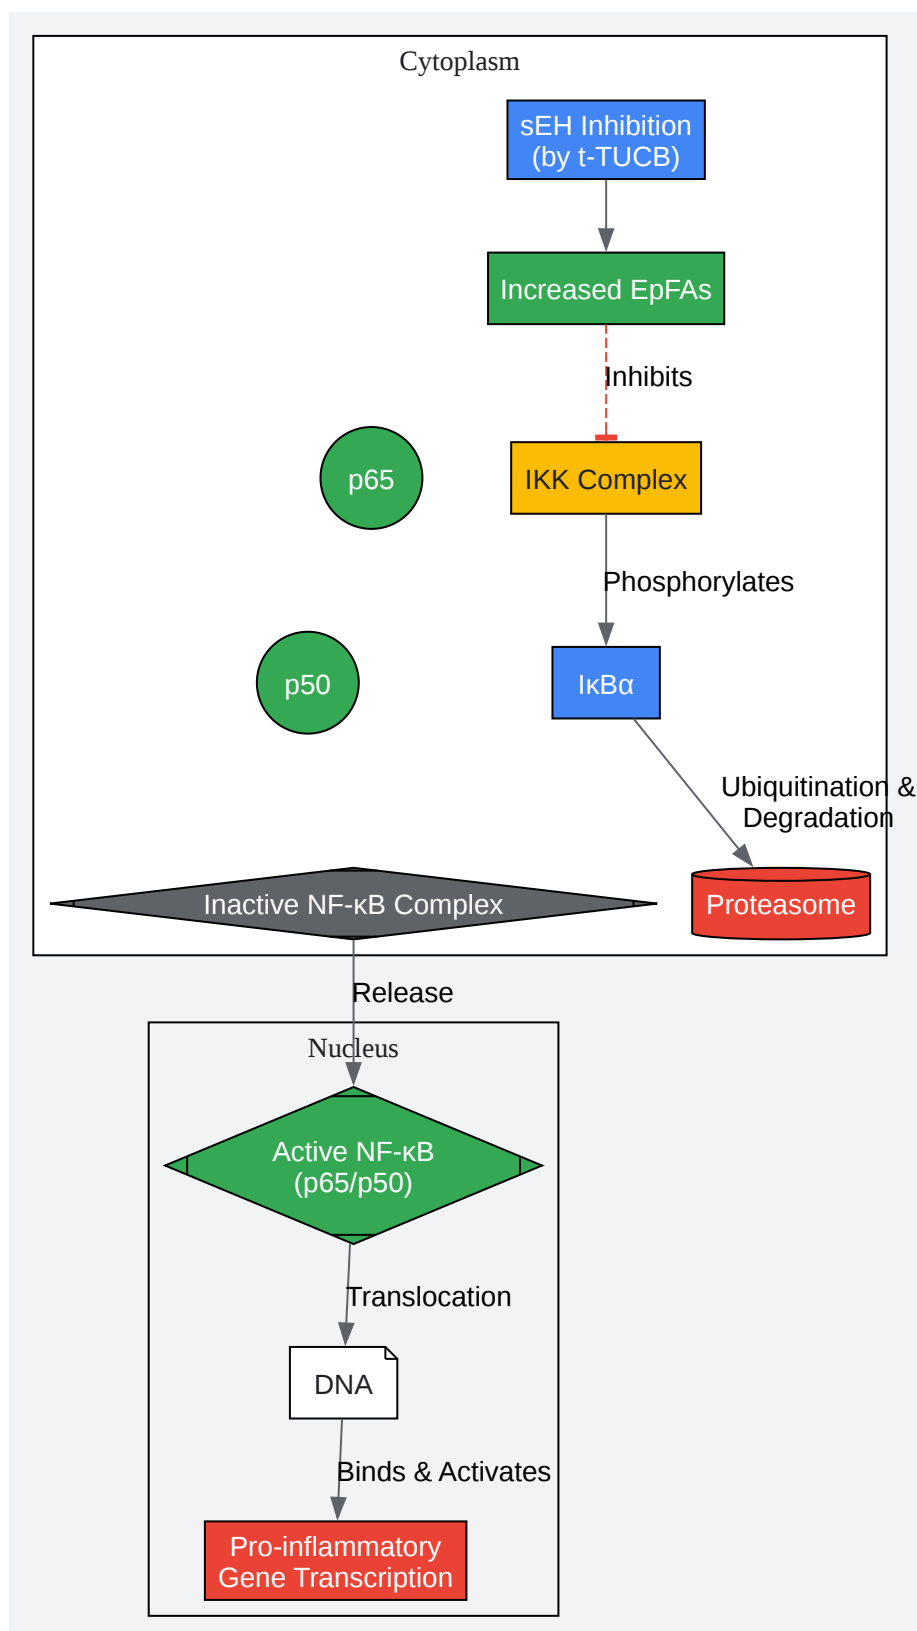 Cytoplasm
sEH Inhibition
(by t-TUCB)
Increased EpFAs
Inhibits
p65
IKK Complex
Phosphorylates
p50
IκBα
Ubiquitination &
Degradation
Inactive NF-κB Complex
Proteasome
Release
Nucleus
Active NF-κB
(p65/p50)
Translocation
DNA
Binds & Activates
Pro-inflammatory
Gene Transcription